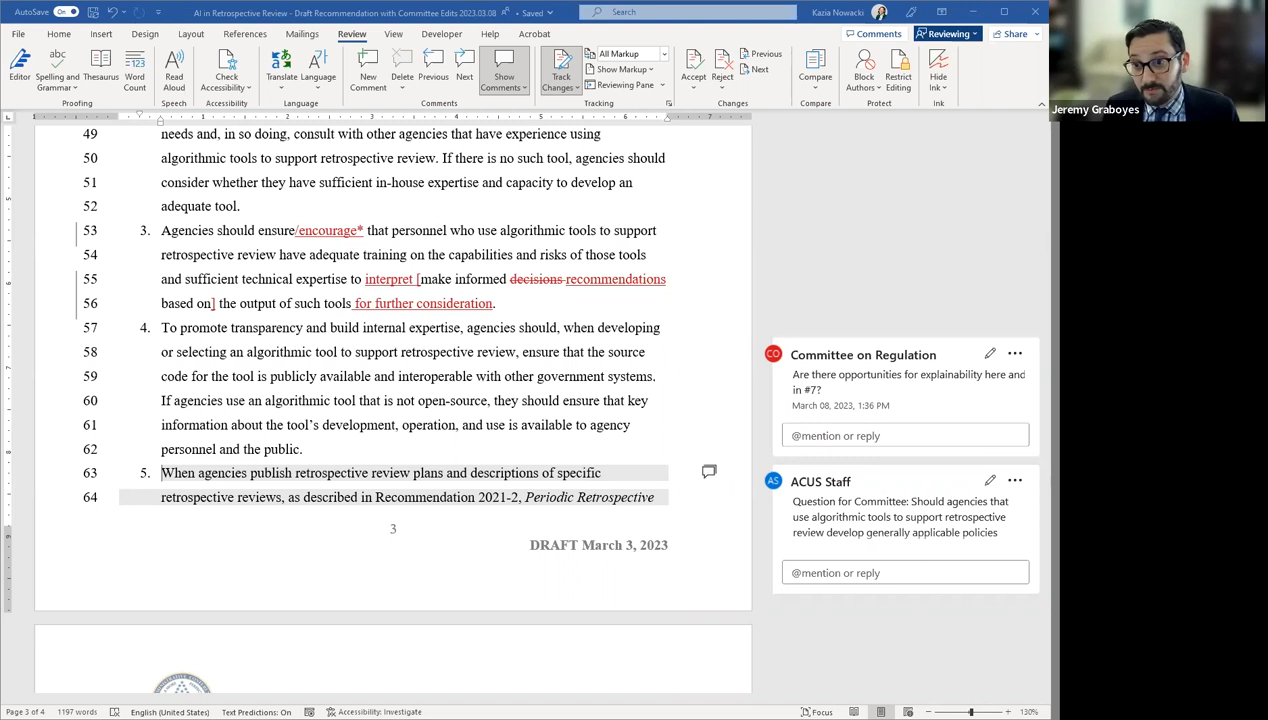 AutoSave On AI in Retrospective Review - Draft Recommendation with Committee Edits 2023.03.08 • Saved Search Kazia Nowacki
File Home Insert Design Layout References Mailings Review View Developer Help Acrobat Comments Reviewing Share
Editor Spelling and Grammar Thesaurus Word Count Read Aloud Check Accessibility Translate Language New Comment Delete Previous Next Show Comments Track Changes All Markup Show Markup Reviewing Pane Accept Reject Previous Next Compare Block Authors Restrict Editing Hide Ink
Proofing Speech Accessibility Language Comments Tracking Changes Compare Protect Ink
Jeremy Graboyes
1 2 3 4 5 6 7
49 needs and, in so doing, consult with other agencies that have experience using
50 algorithmic tools to support retrospective review. If there is no such tool, agencies should
51 consider whether they have sufficient in-house expertise and capacity to develop an
52 adequate tool.
53 3. Agencies should ensure/encourage* that personnel who use algorithmic tools to support
54 retrospective review have adequate training on the capabilities and risks of those tools
55 and sufficient technical expertise to interpret [make informed decisions recommendations
56 based on] the output of such tools for further consideration.
57 4. To promote transparency and build internal expertise, agencies should, when developing
58 or selecting an algorithmic tool to support retrospective review, ensure that the source
59 code for the tool is publicly available and interoperable with other government systems.
60 If agencies use an algorithmic tool that is not open-source, they should ensure that key
61 information about the tool's development, operation, and use is available to agency
62 personnel and the public.
63 5. When agencies publish retrospective review plans and descriptions of specific
64 retrospective reviews, as described in Recommendation 2021-2, Periodic Retrospective
3
DRAFT March 3, 2023
CO Committee on Regulation
Are there opportunities for explainability here and
in #7?
March 08, 2023, 1:36 PM
@mention or reply
AS ACUS Staff
Question for Committee: Should agencies that
use algorithmic tools to support retrospective
review develop generally applicable policies
@mention or reply
Page 3 of 4 1197 words English (United States) Text Predictions: On Accessibility: Investigate Focus 130%